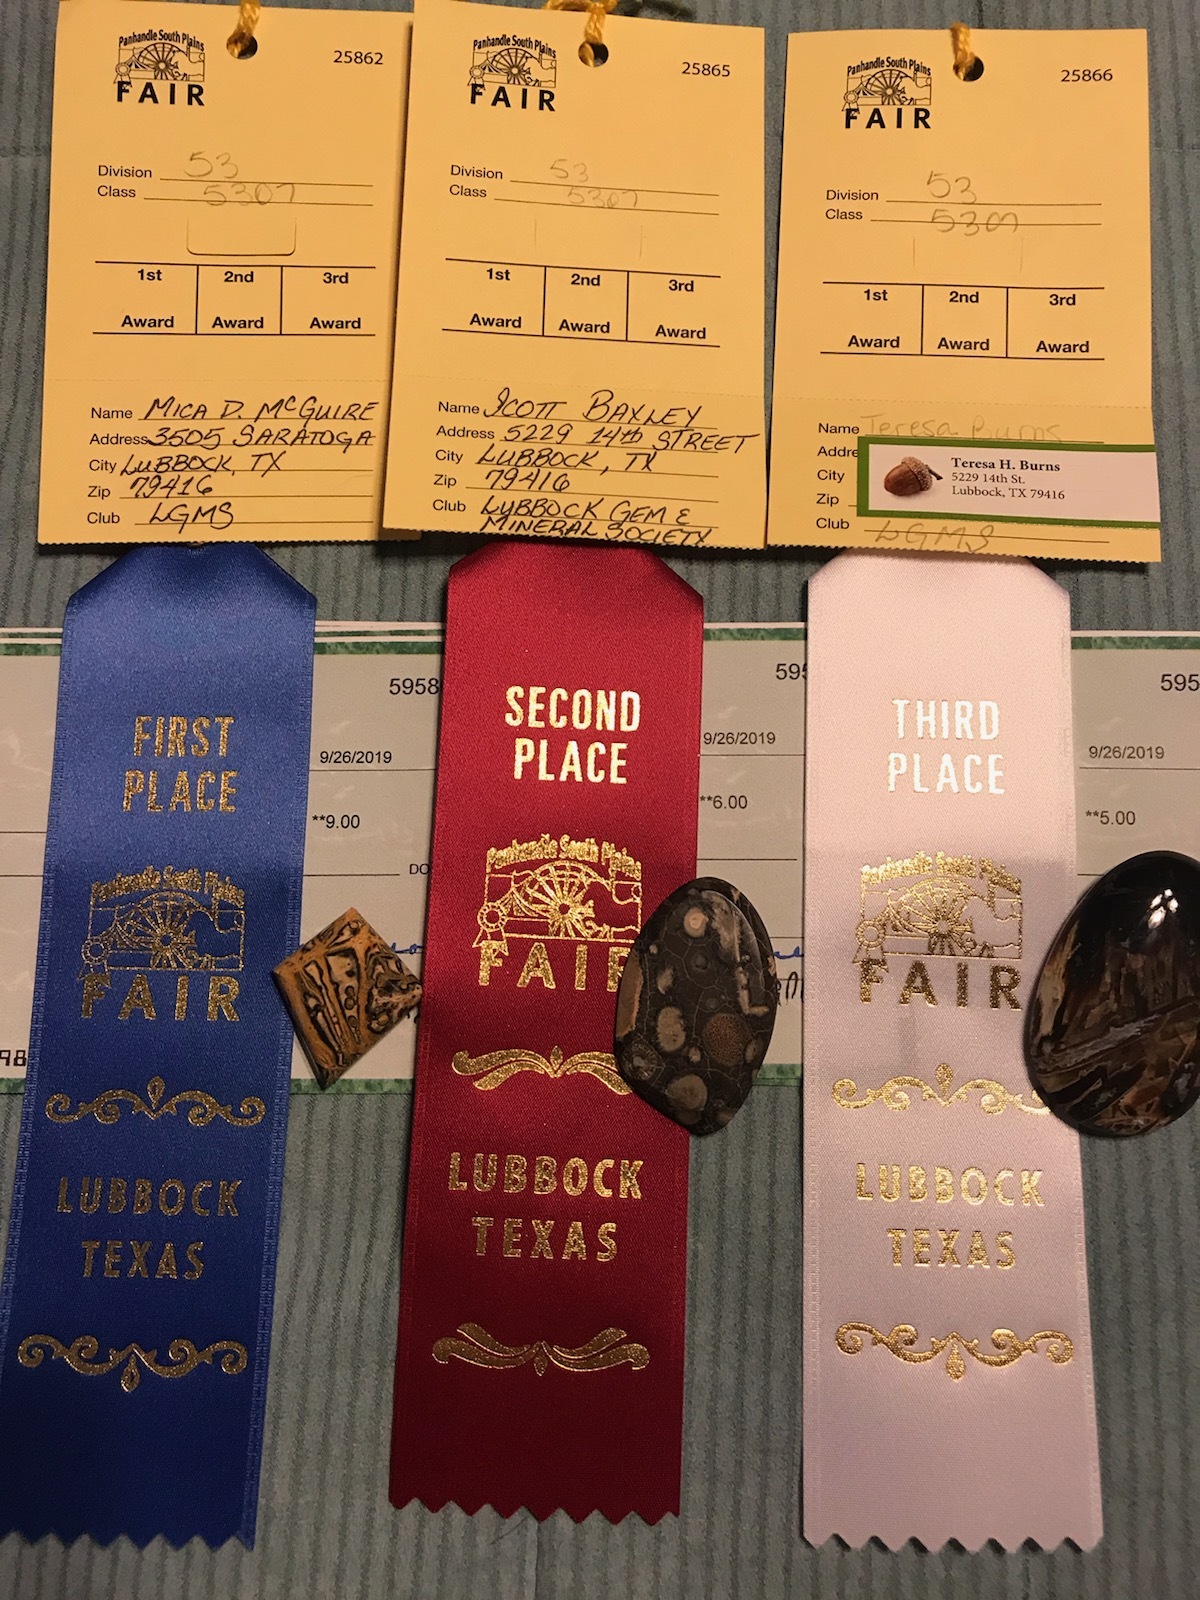 Panhandle South Plains
FAIR
25862
Division 53
Class 5307
1st 2nd 3rd
Award Award Award
Name MICA D. McGUIRE
Address 3505 SARATOGA
City LUBBOCK, TX
Zip 79416
Club LGMS
Panhandle South Plains
FAIR
25865
Division 53
Class 5307
1st 2nd 3rd
Award Award Award
Name SCOTT BAXLEY
Address 5229 14th STREET
City LUBBOCK, TX
Zip 79416
Club LUBBOCK GEM &
MINERAL SOCIETY
Panhandle South Plains
FAIR
25866
Division 53
Class 5307
1st 2nd 3rd
Award Award Award
Name Teresa Burns
Addre
City
Zip
Club LGMS
Teresa H. Burns
5229 14th St.
Lubbock, TX 79416
FIRST
PLACE
Panhandle South Plains
FAIR
LUBBOCK
TEXAS
5958
9/26/2019
**9.00
DO
98
SECOND
PLACE
Panhandle South Plains
FAIR
LUBBOCK
TEXAS
595
9/26/2019
**6.00
THIRD
PLACE
Panhandle South Plains
FAIR
LUBBOCK
TEXAS
595
9/26/2019
**5.00